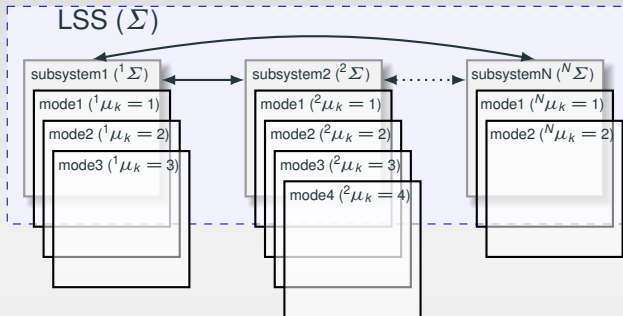 LSS (Σ)
subsystem1 (¹Σ)
mode1 (¹μₖ = 1)
mode2 (¹μₖ = 2)
mode3 (¹μₖ = 3)
subsystem2 (²Σ)
mode1 (²μₖ = 1)
mode2 (²μₖ = 2)
mode3 (²μₖ = 3)
mode4 (²μₖ = 4)
subsystemN (ᴺΣ)
mode1 (ᴺμₖ = 1)
mode2 (ᴺμₖ = 2)